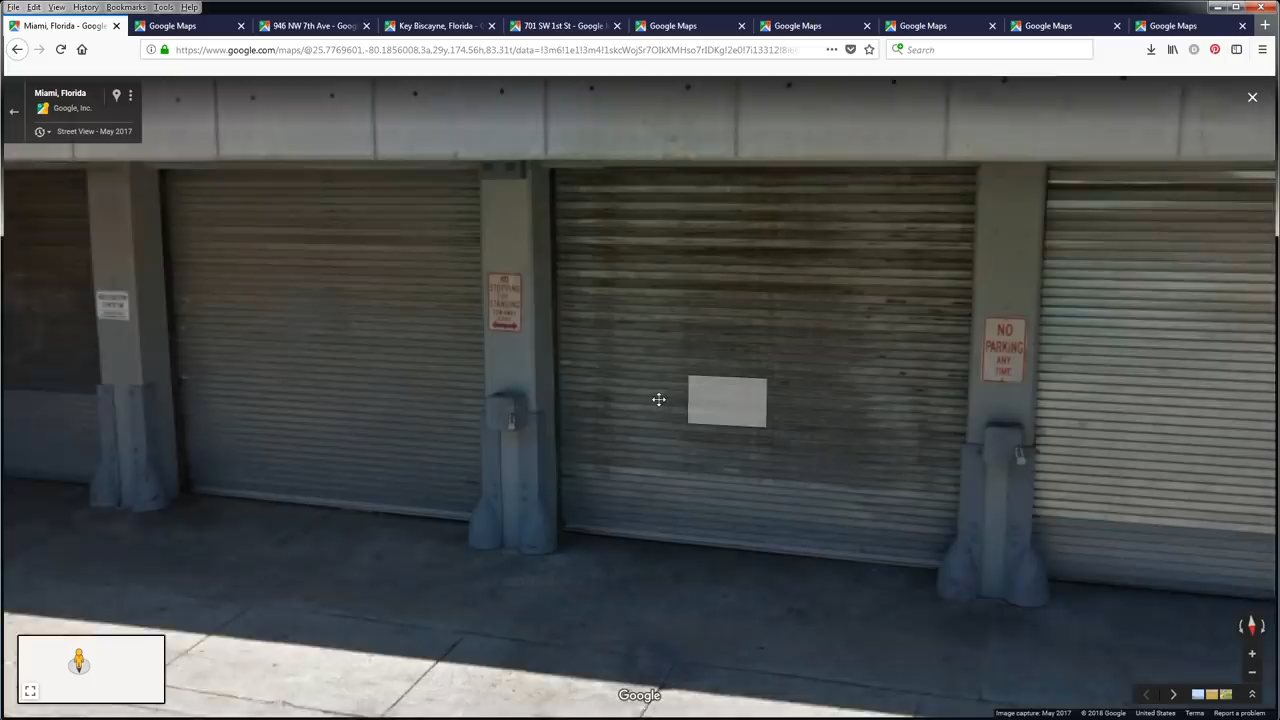 File Edit View History Bookmarks Tools Help
Miami, Florida - Google
Google Maps
946 NW 7th Ave - Goog
Key Biscayne, Florida - G
701 SW 1st St - Google
Google Maps
Google Maps
Google Maps
Google Maps
Google Maps
Search
Miami, Florida
Google, Inc.
Street View - May 2017
NO
STOPPING
STANDING
NO
PARKING
ANY
TIME
Google
Image capture: May 2017 © 2018 Google United States Terms Report a problem